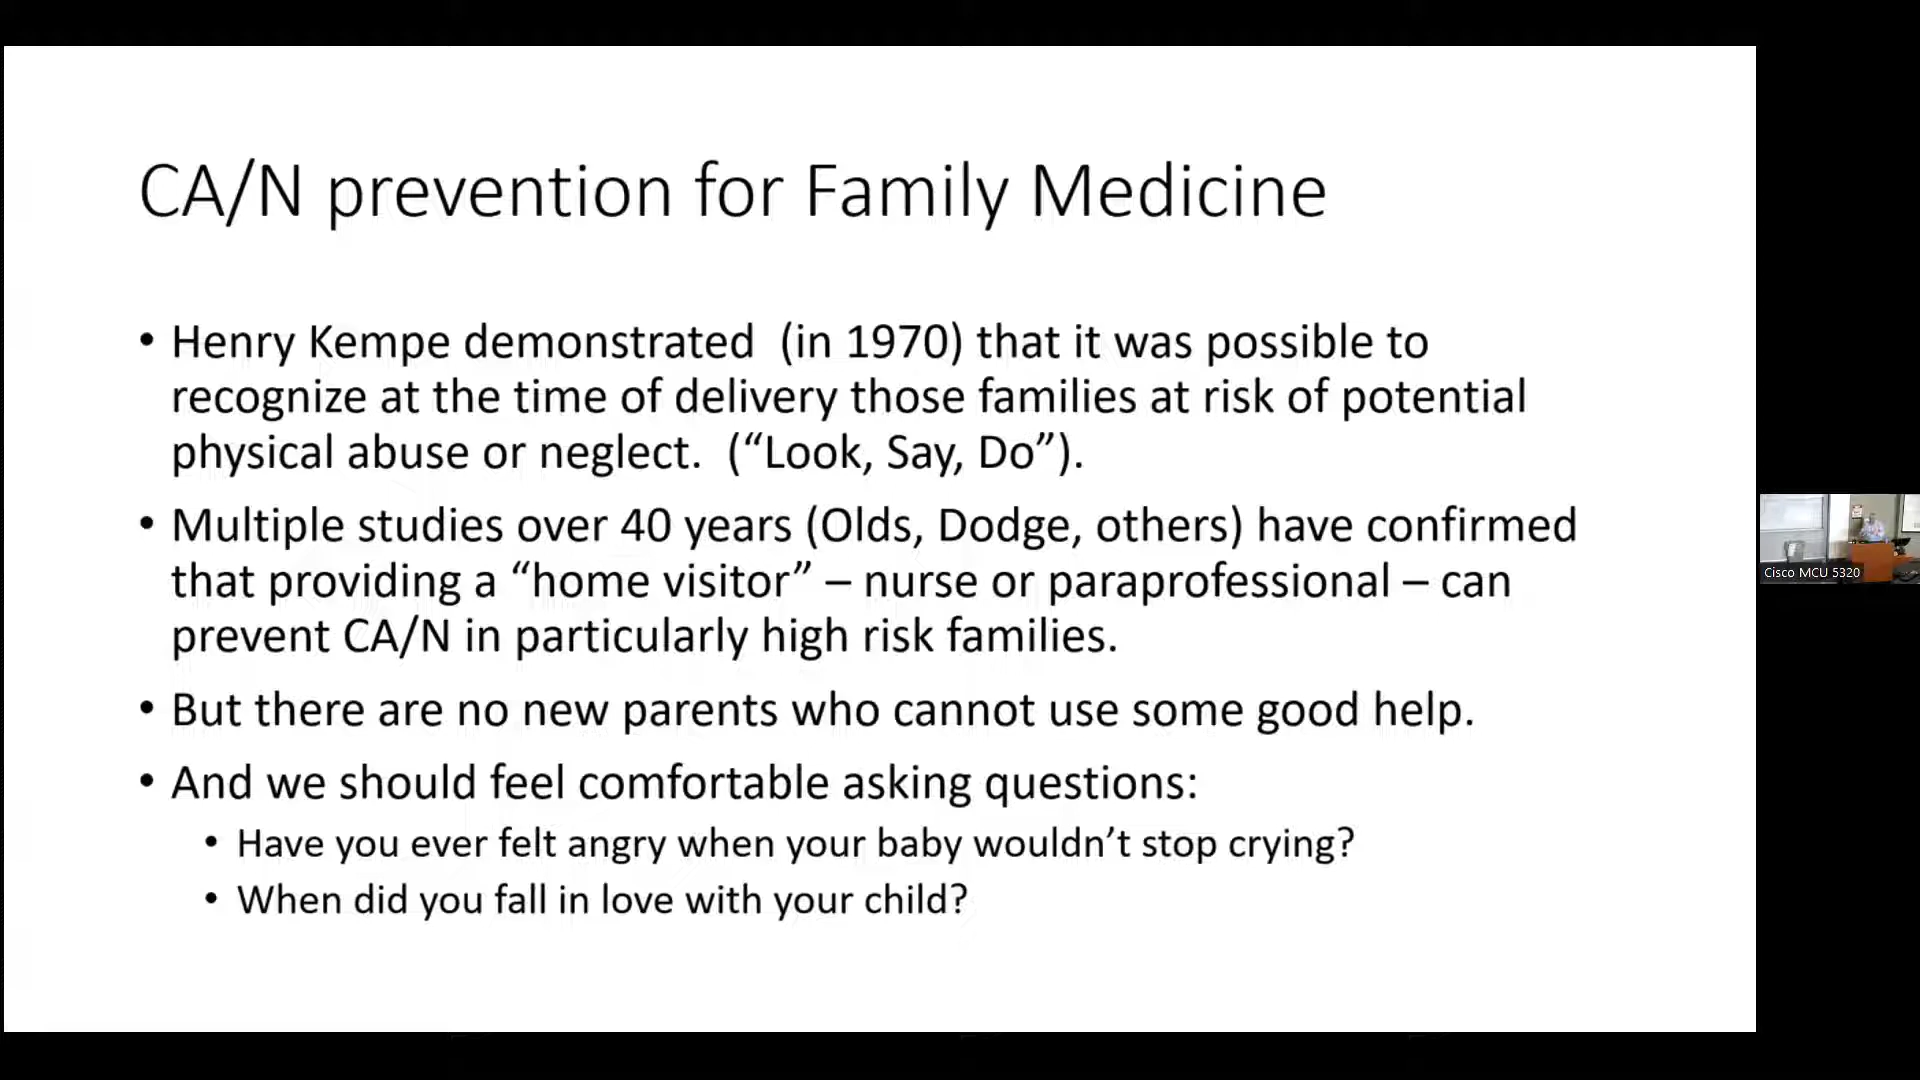 CA/N prevention for Family Medicine
• Henry Kempe demonstrated  (in 1970) that it was possible to
recognize at the time of delivery those families at risk of potential
physical abuse or neglect.  (“Look, Say, Do”).
• Multiple studies over 40 years (Olds, Dodge, others) have confirmed
that providing a “home visitor” – nurse or paraprofessional – can
prevent CA/N in particularly high risk families.
• But there are no new parents who cannot use some good help.
• And we should feel comfortable asking questions:
• Have you ever felt angry when your baby wouldn’t stop crying?
• When did you fall in love with your child?
Cisco MCU 5320